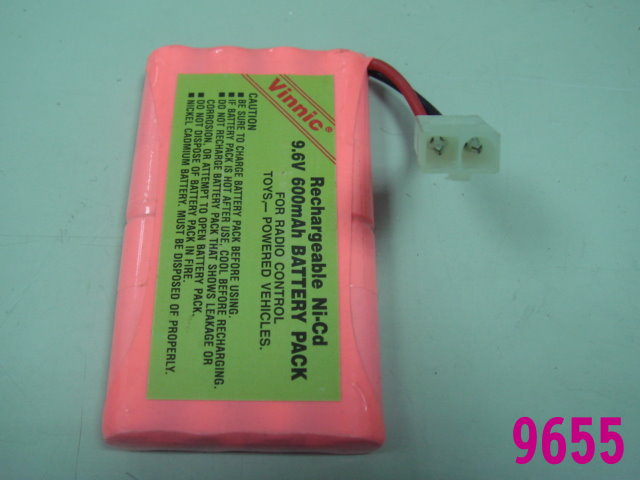 Vinnic®
Rechargeable Ni-Cd
9.6V 600mAh BATTERY PACK
FOR RADIO CONTROL
TOYS,— POWERED VEHICLES.
CAUTION
■ BE SURE TO CHARGE BATTERY PACK BEFORE USING.
■ IF BATTERY PACK IS HOT AFTER USE, COOL BEFORE RECHARGING.
■ DO NOT RECHARGE BATTERY PACK THAT SHOWS LEAKAGE OR
CORROSION, OR ATTEMPT TO OPEN BATTERY PACK.
■ DO NOT DISPOSE OF BATTERY PACK IN FIRE.
■ NICKEL CADMIUM BATTERY. MUST BE DISPOSED OF PROPERLY.
9655